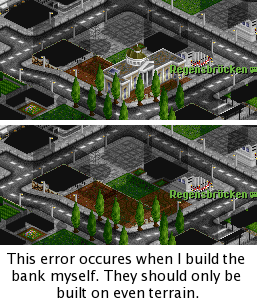 Regensbrücken
Regensbrücken
This error occures when I build the
bank myself. They should only be
built on even terrain.